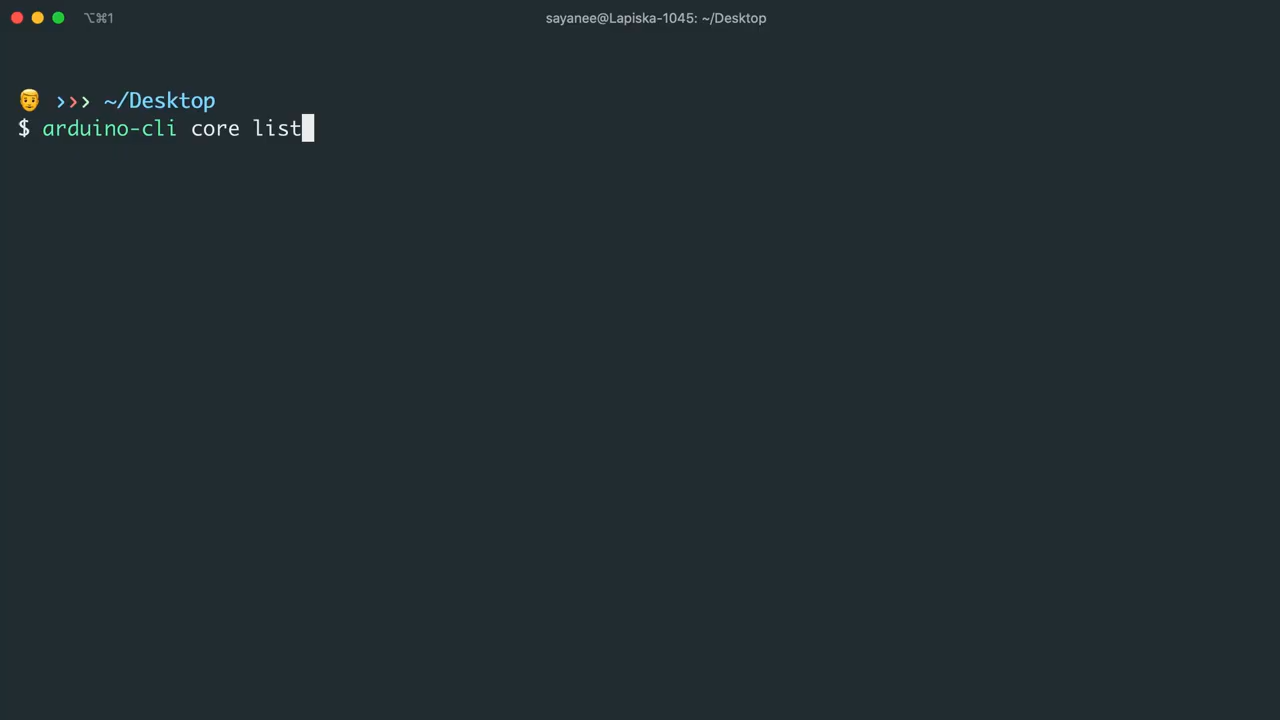 ⌥⌘1
sayanee@Lapiska-1045: ~/Desktop
››› ~/Desktop
$ arduino-cli core list